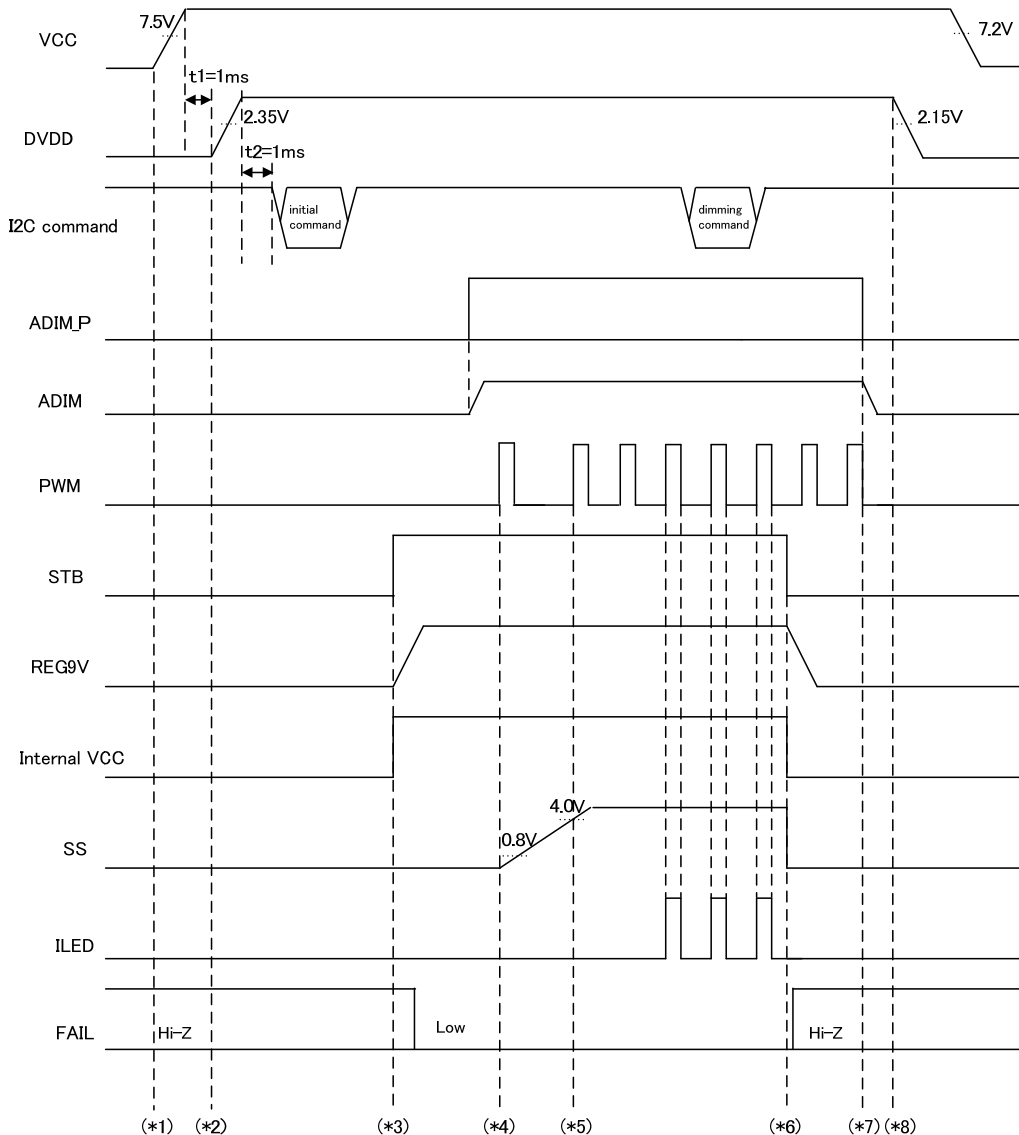 VCC
7.5V
7.2V
t1=1ms
DVDD
2.35V
2.15V
t2=1ms
I2C command
initial
command
dimming
command
ADIM_P
ADIM
PWM
STB
REG9V
Internal VCC
SS
0.8V
4.0V
ILED
FAIL
Hi-Z
Low
Hi-Z
(*1) (*2) (*3) (*4) (*5) (*6) (*7) (*8)